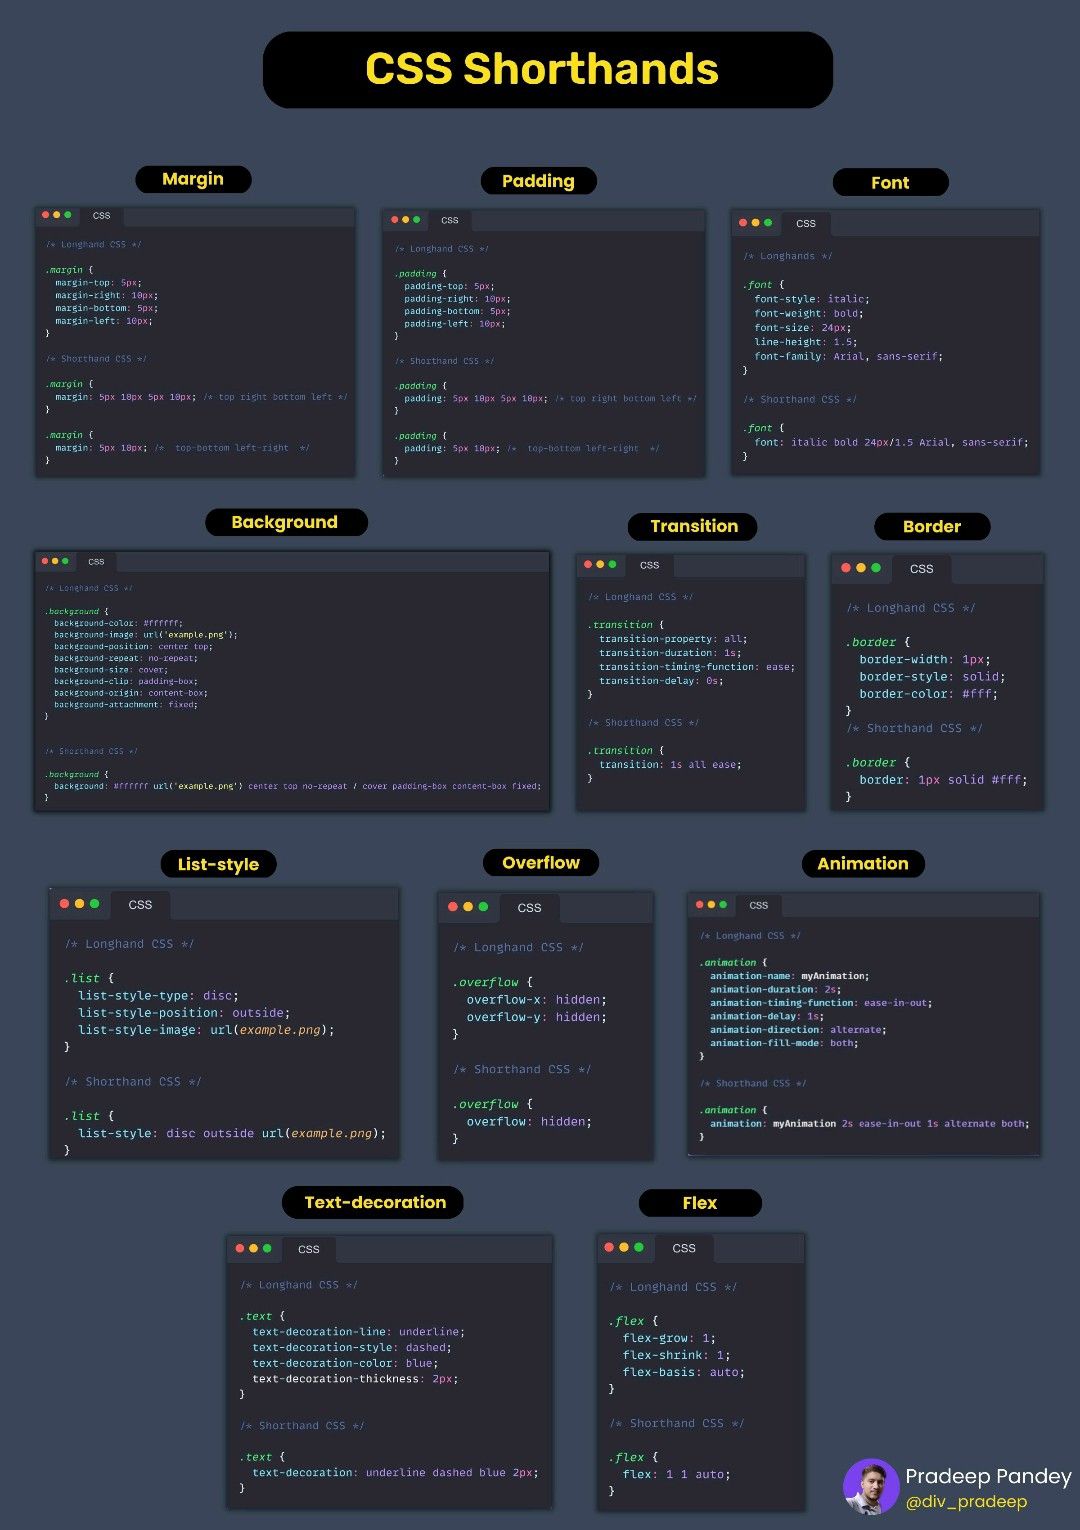 CSS Shorthands
Margin
CSS
/* Longhand CSS */
.margin {
margin-top: 5px;
margin-right: 10px;
margin-bottom: 5px;
margin-left: 10px;
}
/* Shorthand CSS */
.margin {
margin: 5px 10px 5px 10px; /* top right bottom left */
}
.margin {
margin: 5px 10px; /*  top-bottom left-right  */
}
Padding
CSS
/* Longhand CSS */
.padding {
padding-top: 5px;
padding-right: 10px;
padding-bottom: 5px;
padding-left: 10px;
}
/* Shorthand CSS */
.padding {
padding: 5px 10px 5px 10px; /* top right bottom left */
}
.padding {
padding: 5px 10px; /*  top-bottom left-right  */
}
Font
CSS
/* Longhands */
.font {
font-style: italic;
font-weight: bold;
font-size: 24px;
line-height: 1.5;
font-family: Arial, sans-serif;
}
/* Shorthand CSS */
.font {
font: italic bold 24px/1.5 Arial, sans-serif;
}
Background
CSS
/* Longhand CSS */
.background {
background-color: #ffffff;
background-image: url('example.png');
background-position: center top;
background-repeat: no-repeat;
background-size: cover;
background-clip: padding-box;
background-origin: content-box;
background-attachment: fixed;
}
/* Shorthand CSS */
.background {
background: #ffffff url('example.png') center top no-repeat / cover padding-box content-box fixed;
}
Transition
CSS
/* Longhand CSS */
.transition {
transition-property: all;
transition-duration: 1s;
transition-timing-function: ease;
transition-delay: 0s;
}
/* Shorthand CSS */
.transition {
transition: 1s all ease;
}
Border
CSS
/* Longhand CSS */
.border {
border-width: 1px;
border-style: solid;
border-color: #fff;
}
/* Shorthand CSS */
.border {
border: 1px solid #fff;
}
List-style
CSS
/* Longhand CSS */
.list {
list-style-type: disc;
list-style-position: outside;
list-style-image: url(example.png);
}
/* Shorthand CSS */
.list {
list-style: disc outside url(example.png);
}
Overflow
CSS
/* Longhand CSS */
.overflow {
overflow-x: hidden;
overflow-y: hidden;
}
/* Shorthand CSS */
.overflow {
overflow: hidden;
}
Animation
CSS
/* Longhand CSS */
.animation {
animation-name: myAnimation;
animation-duration: 2s;
animation-timing-function: ease-in-out;
animation-delay: 1s;
animation-direction: alternate;
animation-fill-mode: both;
}
/* Shorthand CSS */
.animation {
animation: myAnimation 2s ease-in-out 1s alternate both;
}
Text-decoration
CSS
/* Longhand CSS */
.text {
text-decoration-line: underline;
text-decoration-style: dashed;
text-decoration-color: blue;
text-decoration-thickness: 2px;
}
/* Shorthand CSS */
.text {
text-decoration: underline dashed blue 2px;
}
Flex
CSS
/* Longhand CSS */
.flex {
flex-grow: 1;
flex-shrink: 1;
flex-basis: auto;
}
/* Shorthand CSS */
.flex {
flex: 1 1 auto;
}
Pradeep Pandey
@div_pradeep